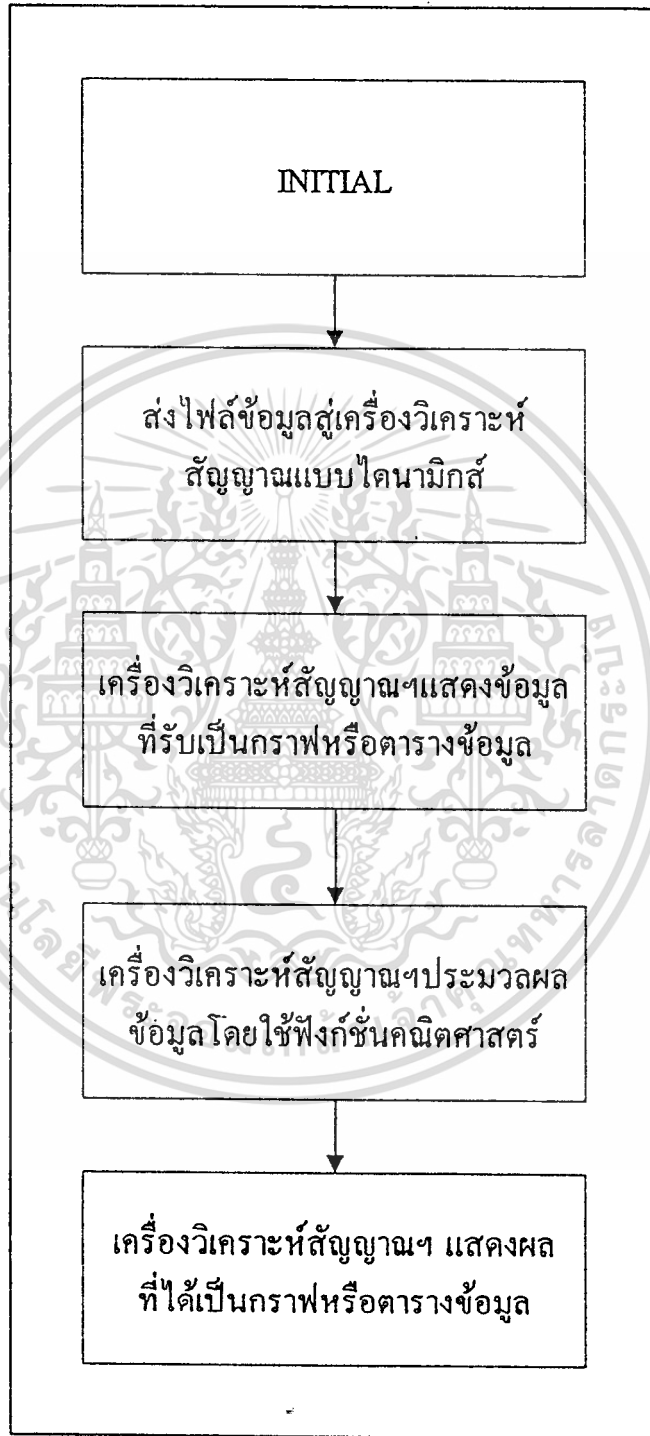 INITIAL
ส่งไฟล์ข้อมูลสู่เครื่องวิเคราะห์
สัญญาณแบบไดนามิกส์
เครื่องวิเคราะห์สัญญาณฯแสดงข้อมูล
ที่รับเป็นกราฟหรือตารางข้อมูล
เครื่องวิเคราะห์สัญญาณฯประมวลผล
ข้อมูลโดยใช้ฟังก์ชั่นคณิตศาสตร์
เครื่องวิเคราะห์สัญญาณฯ แสดงผล
ที่ได้เป็นกราฟหรือตารางข้อมูล